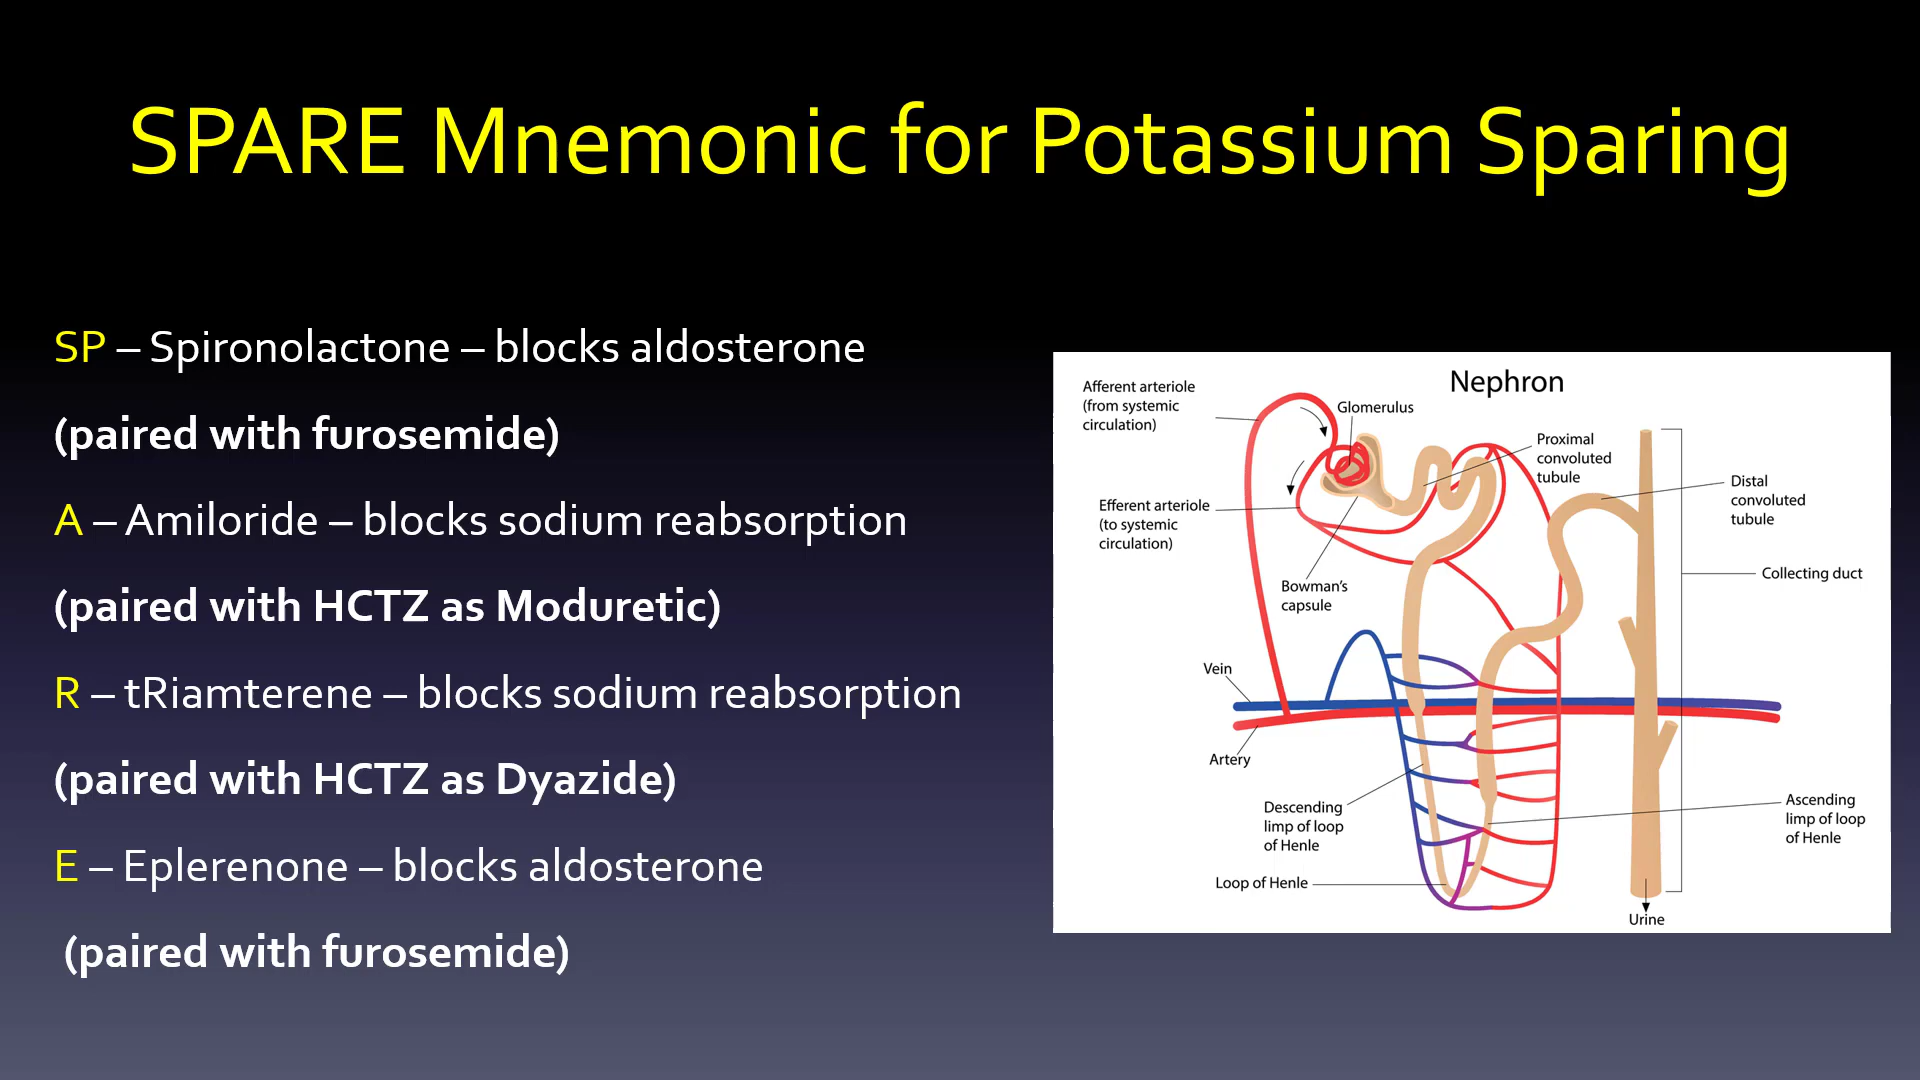 SPARE Mnemonic for Potassium Sparing
SP – Spironolactone – blocks aldosterone
(paired with furosemide)
A – Amiloride – blocks sodium reabsorption
(paired with HCTZ as Moduretic)
R – tRiamterene – blocks sodium reabsorption
(paired with HCTZ as Dyazide)
E – Eplerenone – blocks aldosterone
(paired with furosemide)
Nephron
Afferent arteriole
(from systemic
circulation)
Glomerulus
Proximal
convoluted
tubule
Distal
convoluted
tubule
Efferent arteriole
(to systemic
circulation)
Collecting duct
Bowman's
capsule
Vein
Artery
Descending
limp of loop
of Henle
Ascending
limp of loop
of Henle
Loop of Henle
Urine